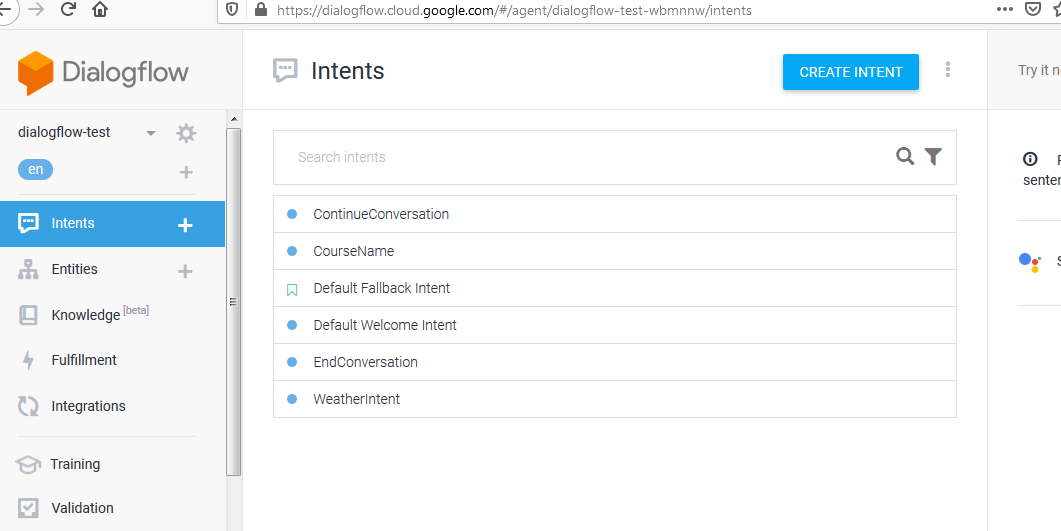 https://dialogflow.cloud.google.com/#/agent/dialogflow-test-wbmnnw/intents
Dialogflow
Intents
CREATE INTENT
Try it
dialogflow-test
en
Search intents
Intents
Entities
Knowledge [beta]
Fulfillment
Integrations
Training
Validation
ContinueConversation
CourseName
Default Fallback Intent
Default Welcome Intent
EndConversation
WeatherIntent